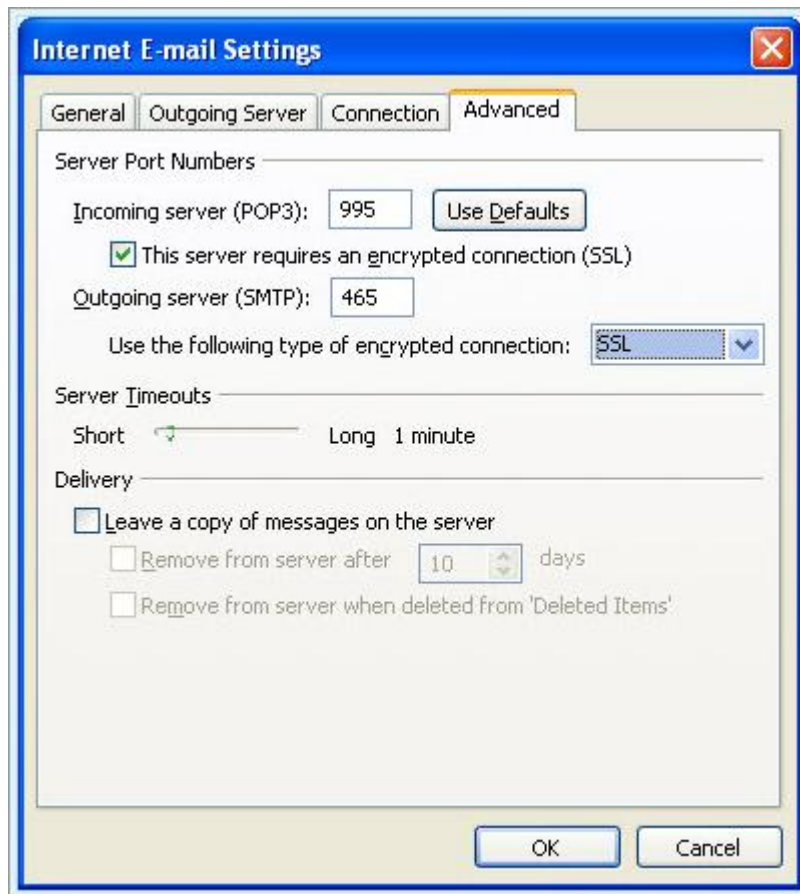 Internet E-mail Settings
General Outgoing Server Connection Advanced
Server Port Numbers
Incoming server (POP3): 995 Use Defaults
This server requires an encrypted connection (SSL)
Outgoing server (SMTP): 465
Use the following type of encrypted connection: SSL
Server Timeouts
Short Long 1 minute
Delivery
Leave a copy of messages on the server
Remove from server after 10 days
Remove from server when deleted from 'Deleted Items'
OK Cancel